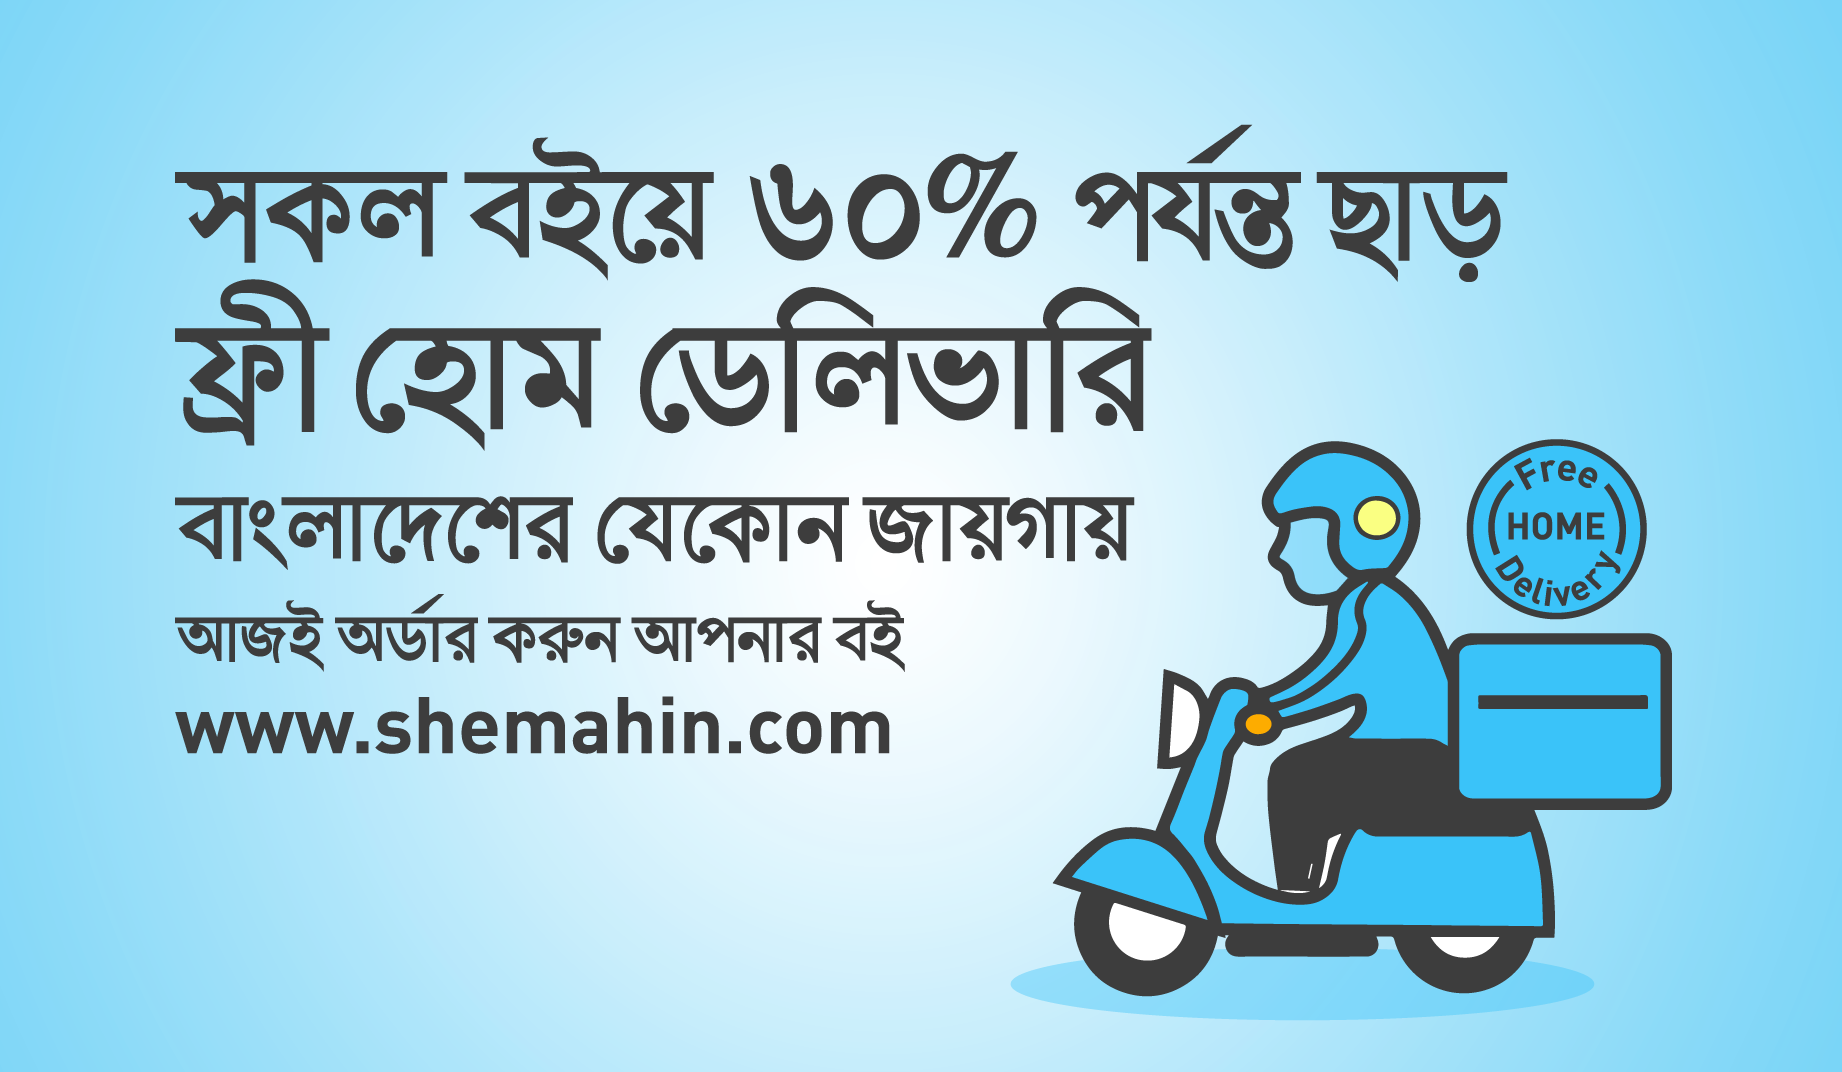 সকল বইয়ে ৬০% পর্যন্ত ছাড়
ফ্রী হোম ডেলিভারি
বাংলাদেশের যেকোন জায়গায়
আজই অর্ডার করুন আপনার বই
www.shemahin.com
Free
HOME
Delivery